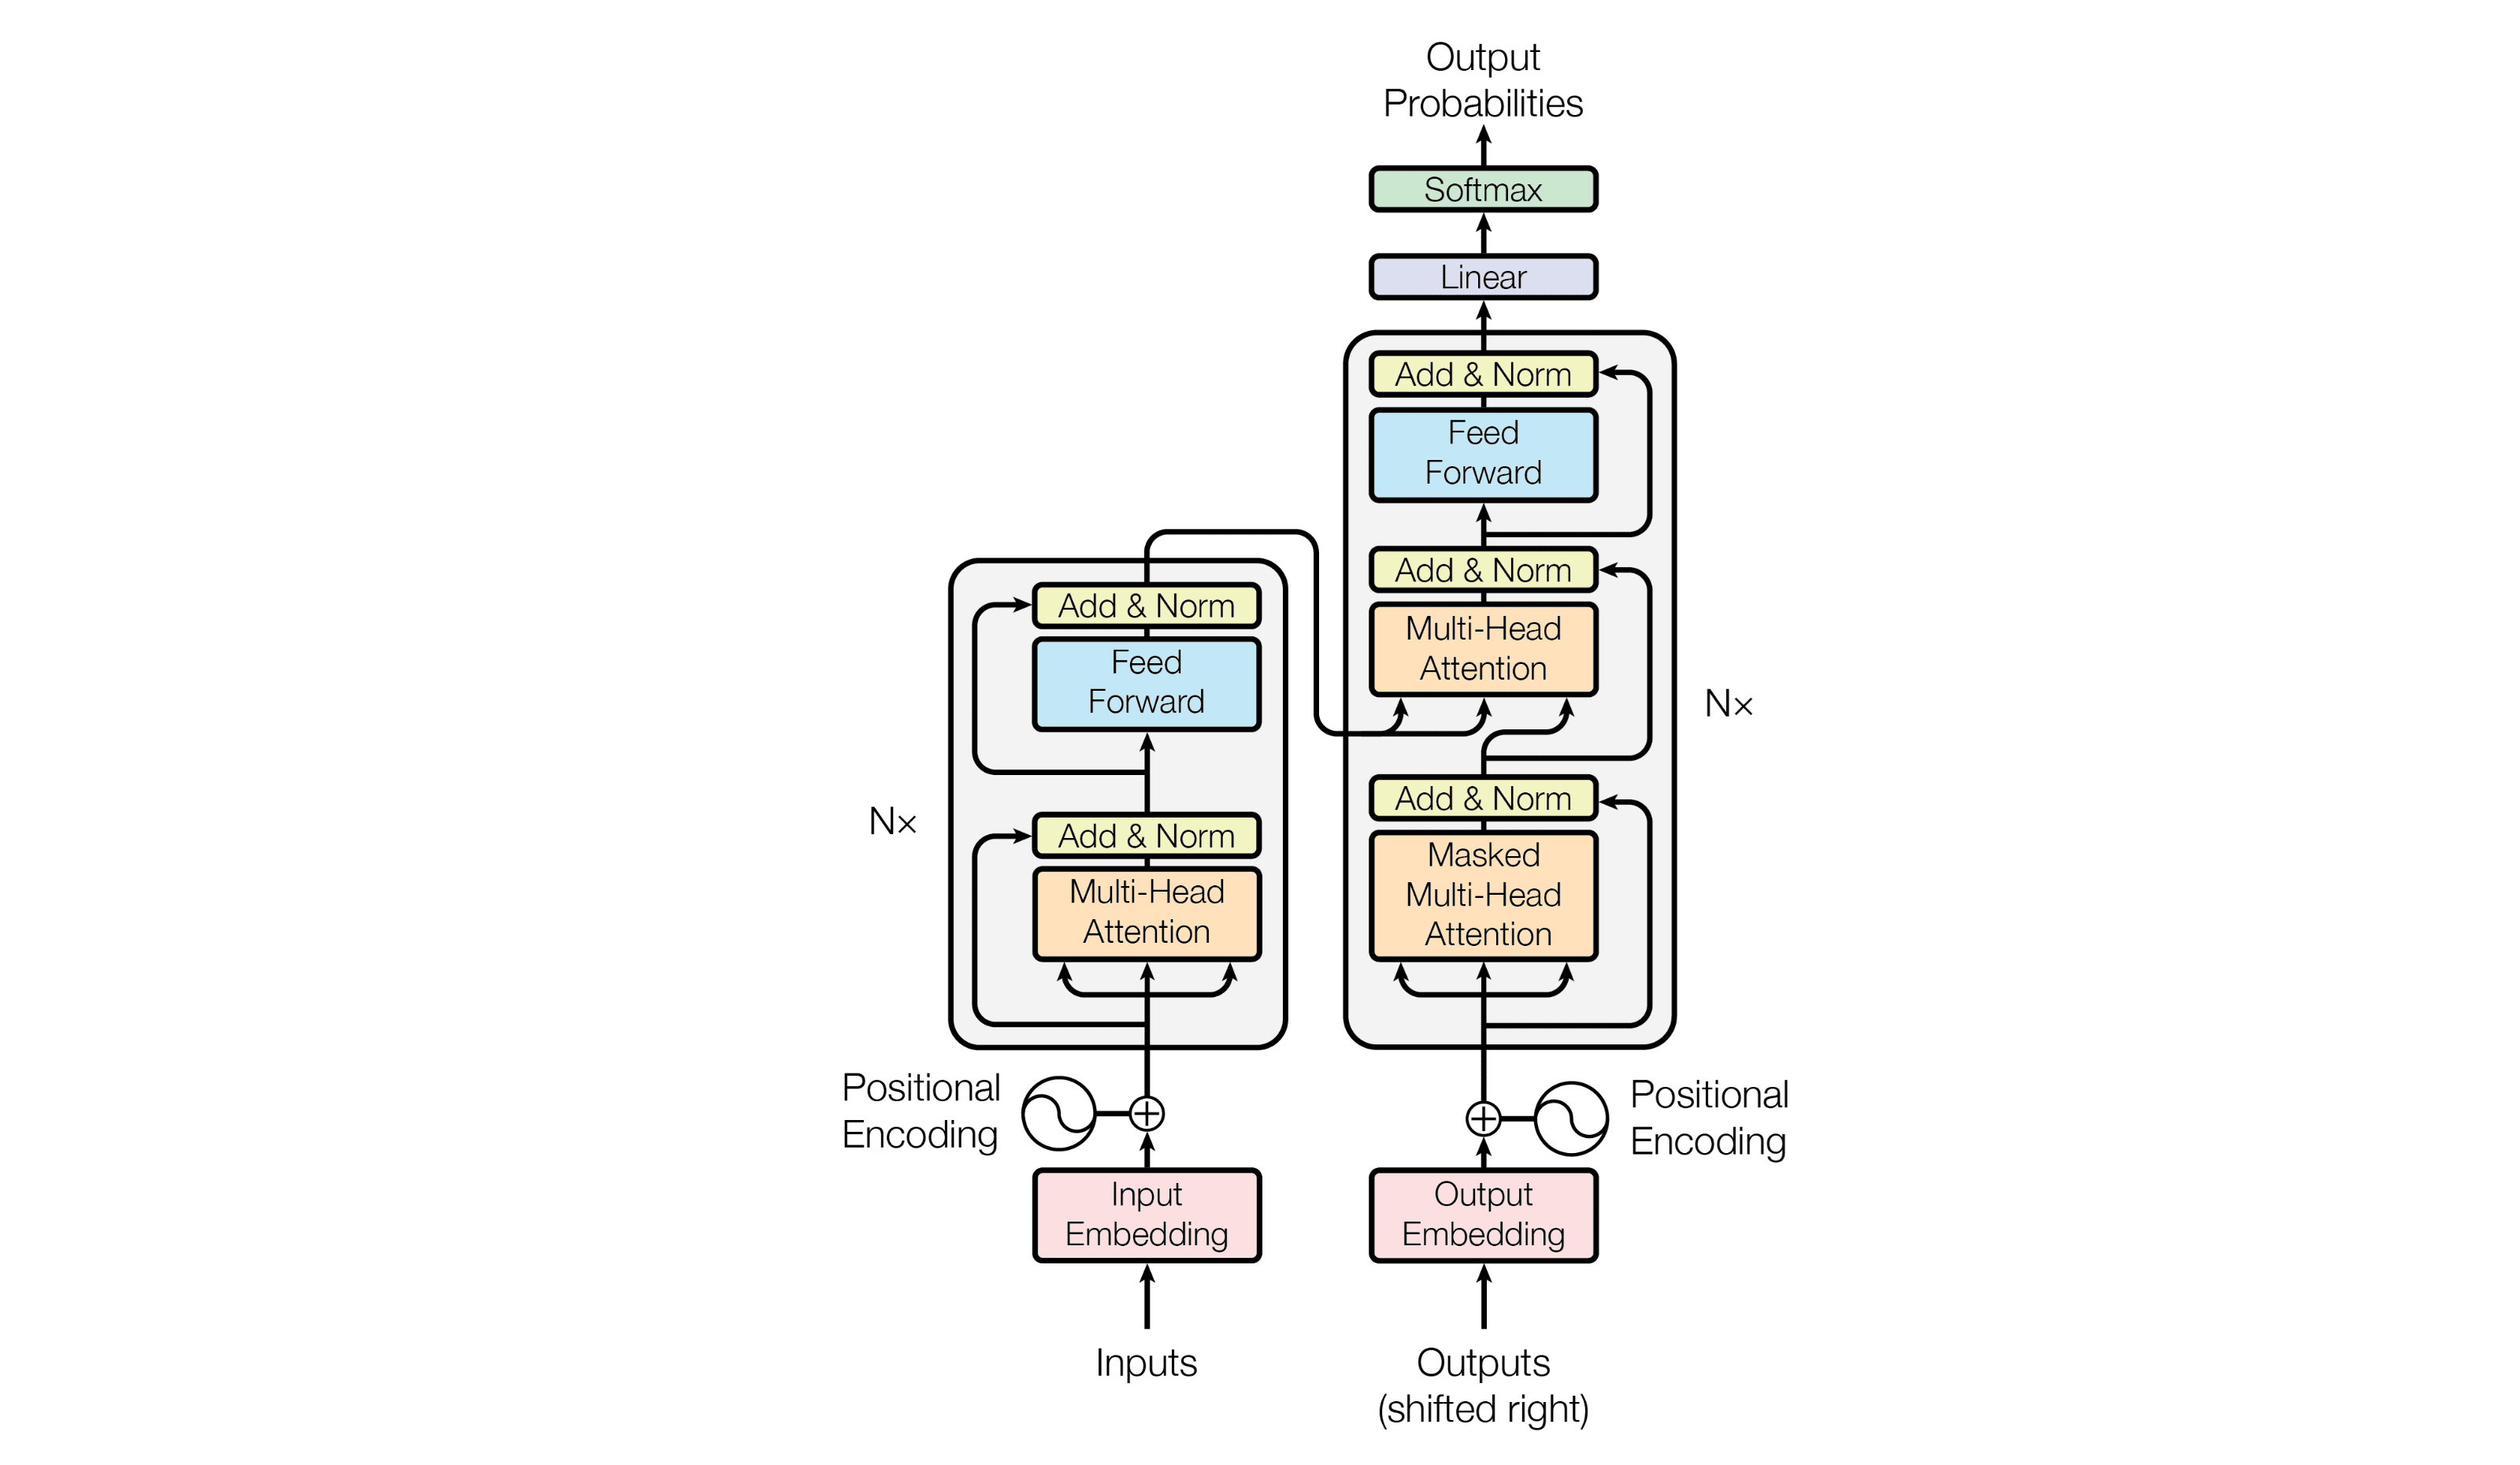 Output
Probabilities
Softmax
Linear
Add & Norm
Feed
Forward
Add & Norm
Multi-Head
Attention
Add & Norm
Masked
Multi-Head
Attention
N×
Add & Norm
Feed
Forward
Add & Norm
Multi-Head
Attention
N×
Positional
Encoding
Positional
Encoding
Input
Embedding
Output
Embedding
Inputs
Outputs
(shifted right)